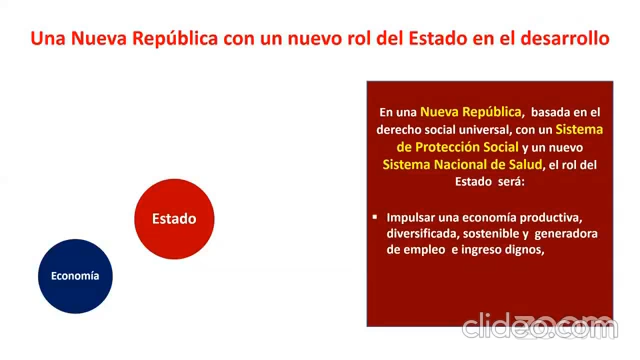 Una Nueva República con un nuevo rol del Estado en el desarrollo
En una Nueva República, basada en el
derecho social universal, con un Sistema
de Protección Social y un nuevo
Sistema Nacional de Salud, el rol del
Estado será:
▪ Impulsar una economía productiva,
diversificada, sostenible y generadora
de empleo e ingreso dignos,
Estado
Economía
clideo.com